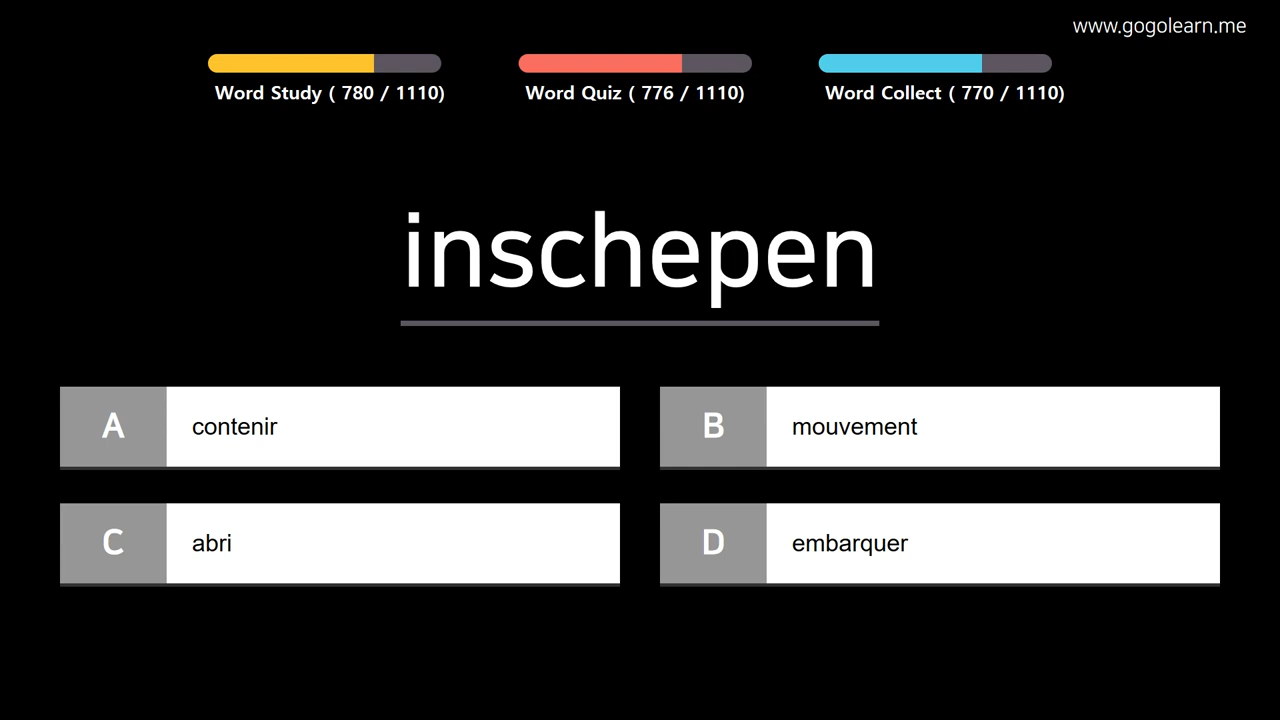 www.gogolearn.me
Word Study ( 780 / 1110)
Word Quiz ( 776 / 1110)
Word Collect ( 770 / 1110)
inschepen
A contenir
B mouvement
C abri
D embarquer